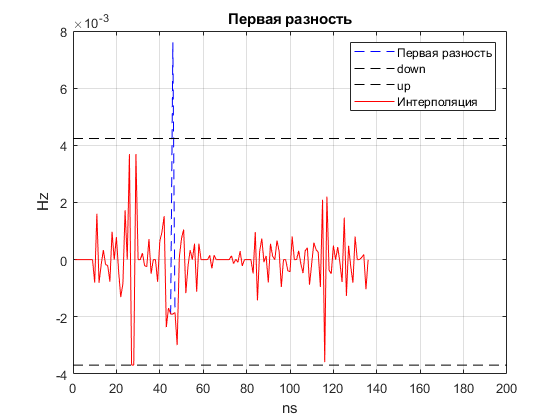 Первая разность
×10⁻³
8
6
4
2
0
-2
-4
Hz
0 20 40 60 80 100 120 140 160 180 200
ns
Первая разность
down
up
Интерполяция